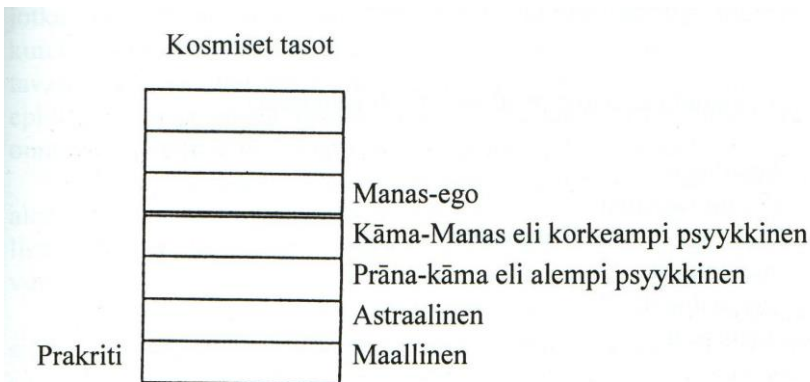 Kosmiset tasot
Manas-ego
Kāma-Manas eli korkeampi psyykkinen
Prāna-kāma eli alempi psyykkinen
Astraalinen
Prakriti Maallinen